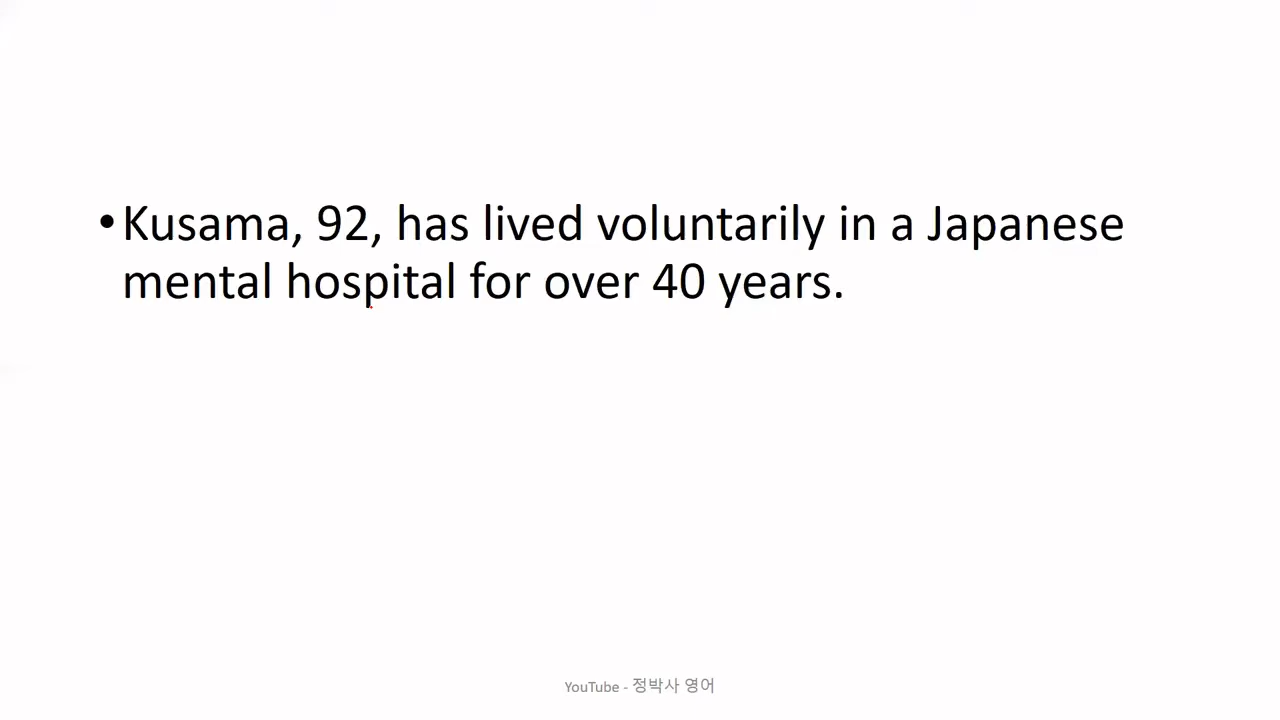 •Kusama, 92, has lived voluntarily in a Japanese
mental hospital for over 40 years.
YouTube - 정박사 영어